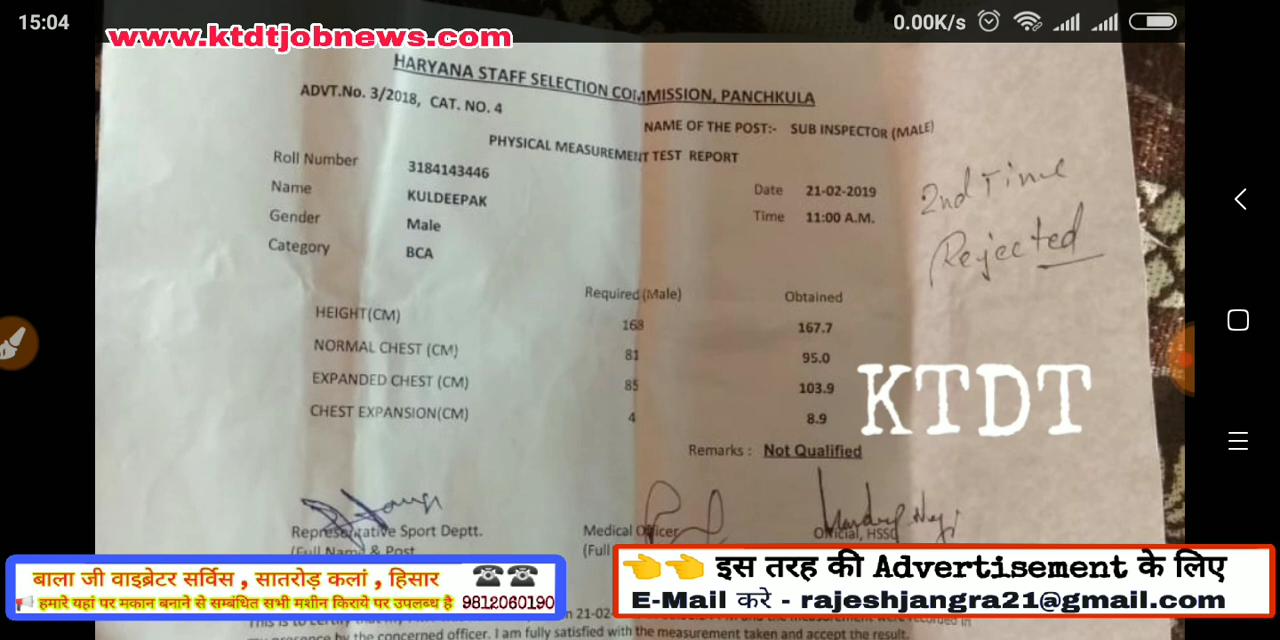 15:04
0.00K/s
www.ktdtjobnews.com
HARYANA STAFF SELECTION COMMISSION, PANCHKULA
ADVT.No. 3/2018, CAT. NO. 4
NAME OF THE POST:- SUB INSPECTOR (MALE)
PHYSICAL MEASUREMENT TEST REPORT
Roll Number 3184143446
Name KULDEEPAK
Gender Male
Category BCA
Date 21-02-2019
Time 11:00 A.M.
2nd Time
Rejected
Required (Male) Obtained
HEIGHT(CM) 168 167.7
NORMAL CHEST (CM) 81 95.0
EXPANDED CHEST (CM) 85 103.9
CHEST EXPANSION(CM) 4 8.9
KTDT
Remarks : Not Qualified
Representative Sport Deptt. Medical Officer Official, HSSC
(Full Name & Post (Full
बाला जी वाइब्रेटर सर्विस , सातरोड़ कलां , हिसार
हमारे यहां पर मकान बनाने से सम्बंधित सभी मशीन किराये पर उपलब्ध है 9812060190
इस तरह की Advertisement के लिए
E-Mail करे - rajeshjangra21@gmail.com
21-02-
by the concerned officer. I am fully satisfied with the measurement taken and accept the result.